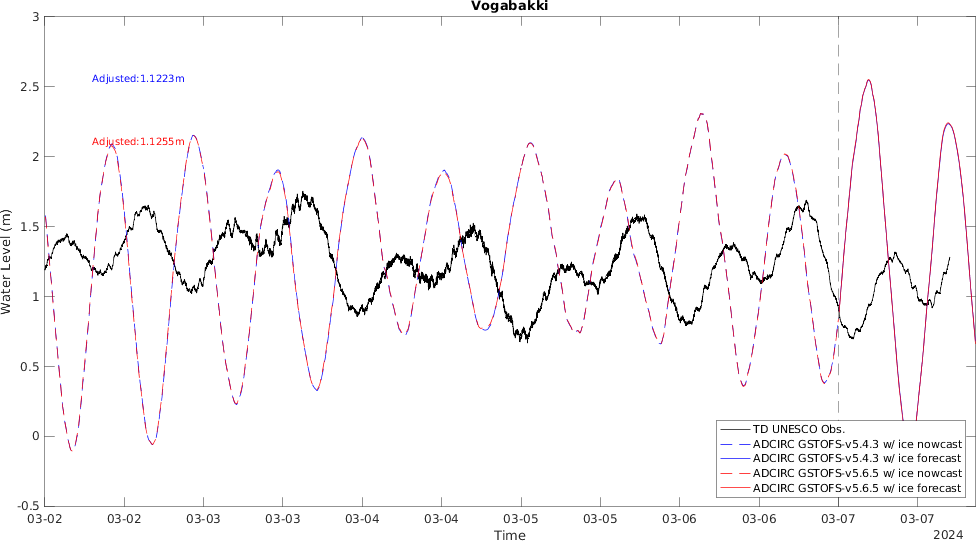 Vogabakki
3
2.5
2
1.5
1
0.5
0
-0.5
Water Level (m)
Adjusted:1.1223m
Adjusted:1.1255m
TD UNESCO Obs.
ADCIRC GSTOFS-v5.4.3 w/ ice nowcast
ADCIRC GSTOFS-v5.4.3 w/ ice forecast
ADCIRC GSTOFS-v5.6.5 w/ ice nowcast
ADCIRC GSTOFS-v5.6.5 w/ ice forecast
03-02 03-02 03-03 03-03 03-04 03-04 03-05 03-05 03-06 03-06 03-07 03-07
Time
2024